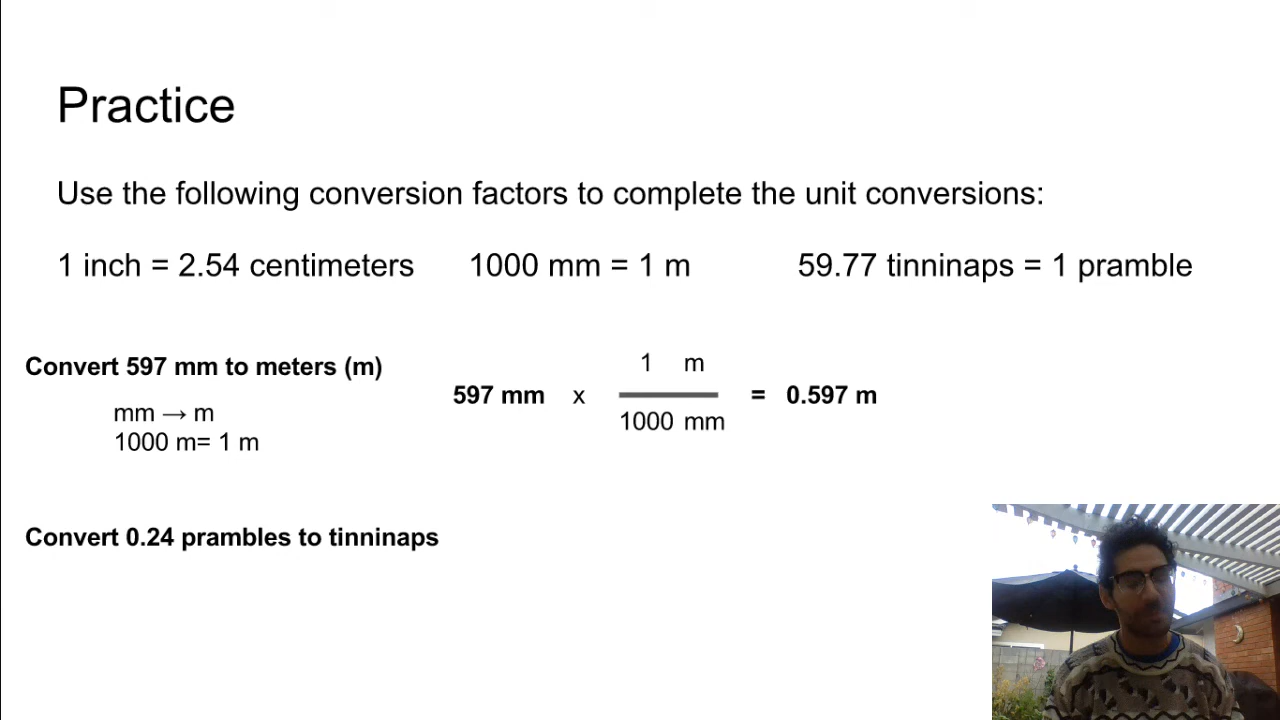 Practice
Use the following conversion factors to complete the unit conversions:
1 inch = 2.54 centimeters 1000 mm = 1 m 59.77 tinninaps = 1 pramble
Convert 597 mm to meters (m)
mm → m
1000 m= 1 m
1 m
597 mm x = 0.597 m
1000 mm
Convert 0.24 prambles to tinninaps